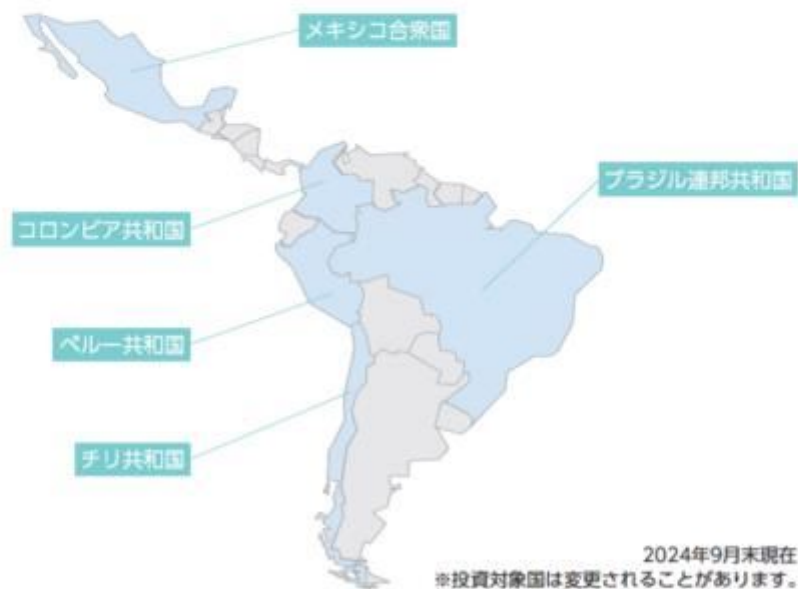 メキシコ合衆国
ブラジル連邦共和国
コロンビア共和国
ペルー共和国
チリ共和国
2024年9月末現在
※投資対象国は変更されることがあります。